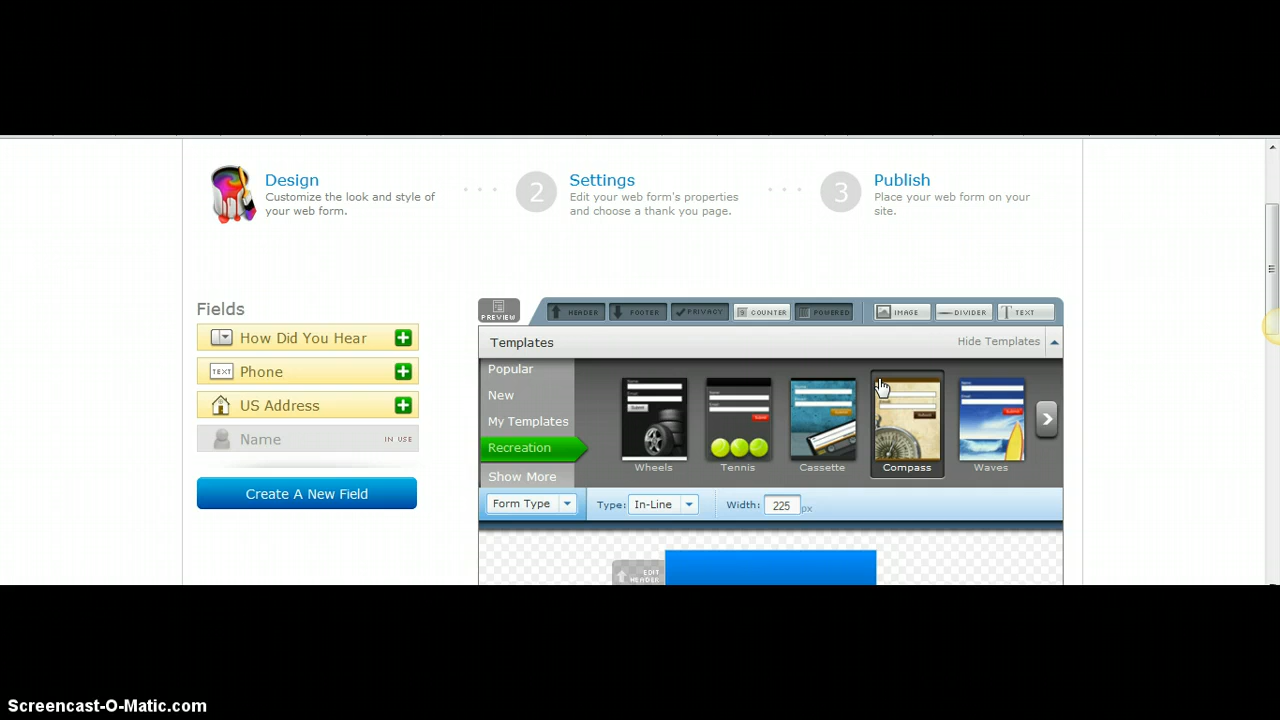 Design
Customize the look and style of
your web form.
2
Settings
Edit your web form's properties
and choose a thank you page.
3
Publish
Place your web form on your
site.
Fields
How Did You Hear
TEXT Phone
US Address
Name IN USE
Create A New Field
PREVIEW
HEADER FOOTER PRIVACY COUNTER POWERED IMAGE DIVIDER T TEXT
Templates Hide Templates
Popular
New
My Templates
Recreation
Show More
Wheels Tennis Cassette Compass Waves
Form Type Type: In-Line Width: 225 px
EDIT
HEADER
Screencast-O-Matic.com